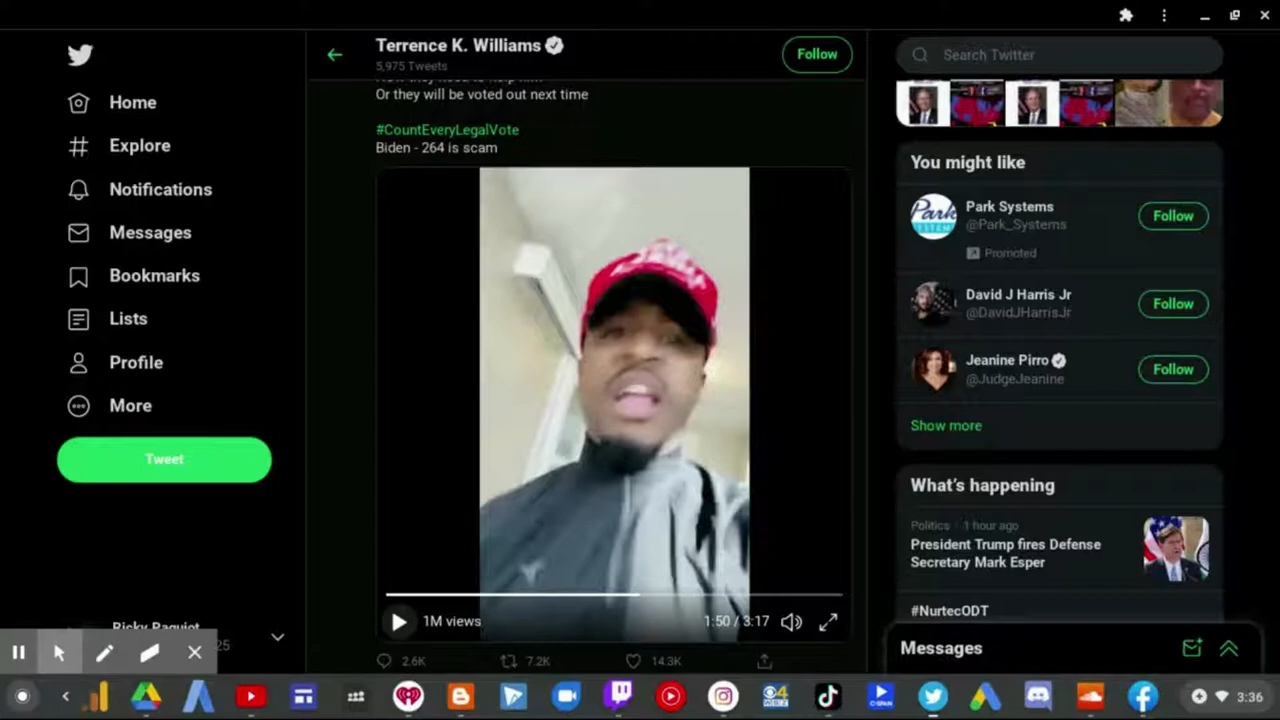 Terrence K. Williams
5,975 Tweets
Follow
Search Twitter
Home
Explore
Notifications
Messages
Bookmarks
Lists
Profile
More
Tweet
Or they will be voted out next time
#CountEveryLegalVote
Biden - 264 is scam
1M views
1:50 / 3:17
2.6K
7.2K
14.3K
You might like
Park Systems
@Park_Systems
Promoted
Follow
David J Harris Jr
@DavidJHarrisJr
Follow
Jeanine Pirro
@JudgeJeanine
Follow
Show more
What's happening
Politics · 1 hour ago
President Trump fires Defense
Secretary Mark Esper
#NurtecODT
Messages
25
3:36